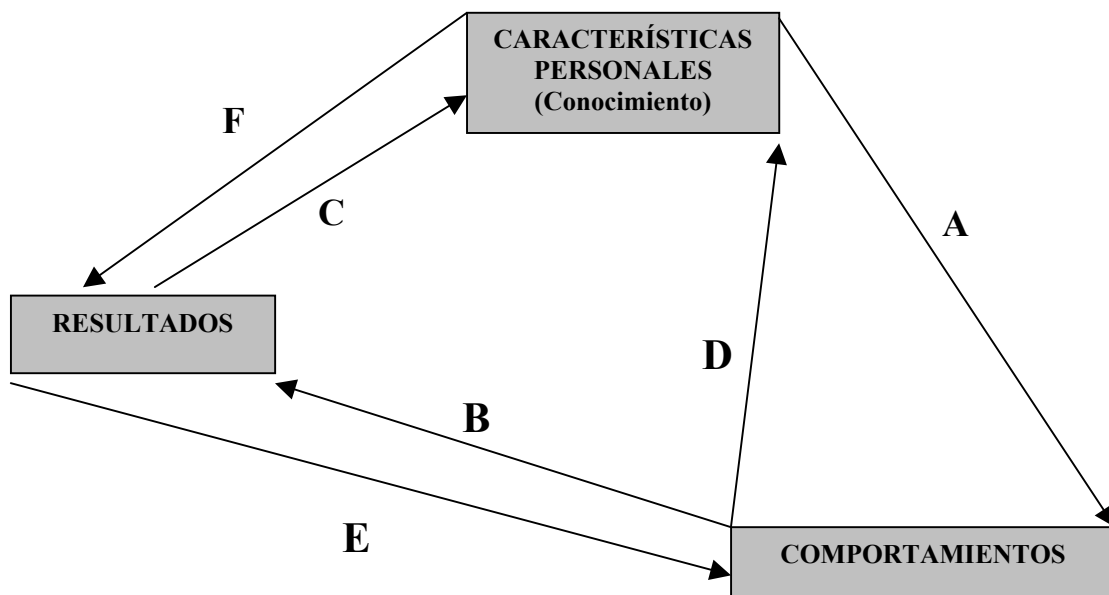 CARACTERÍSTICAS
PERSONALES
(Conocimiento)
F
C
A
RESULTADOS
D
B
E
COMPORTAMIENTOS